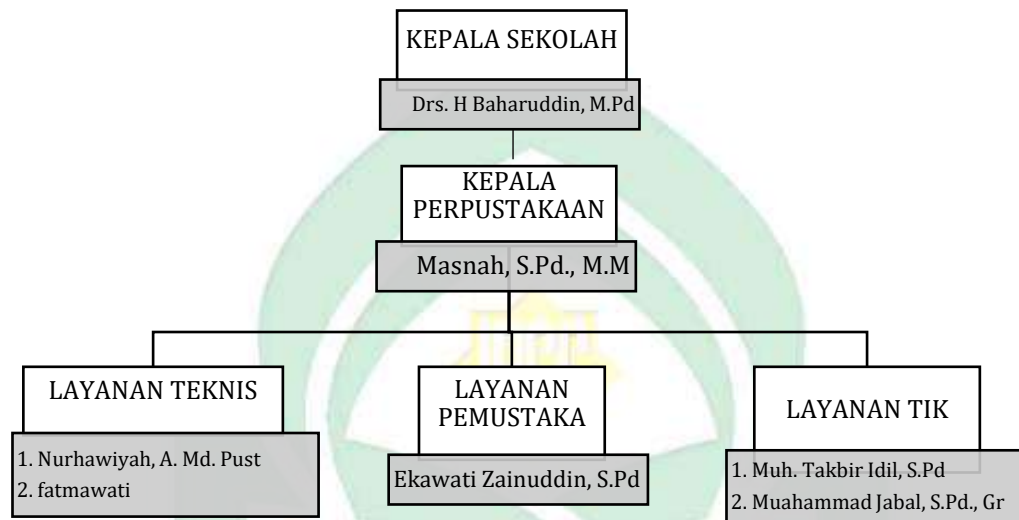 KEPALA SEKOLAH
Drs. H Baharuddin, M.Pd
KEPALA
PERPUSTAKAAN
Masnah, S.Pd., M.M
LAYANAN TEKNIS
1. Nurhawiyah, A. Md. Pust
2. fatmawati
LAYANAN
PEMUSTAKA
Ekawati Zainuddin, S.Pd
LAYANAN TIK
1. Muh. Takbir Idil, S.Pd
2. Muahammad Jabal, S.Pd., Gr